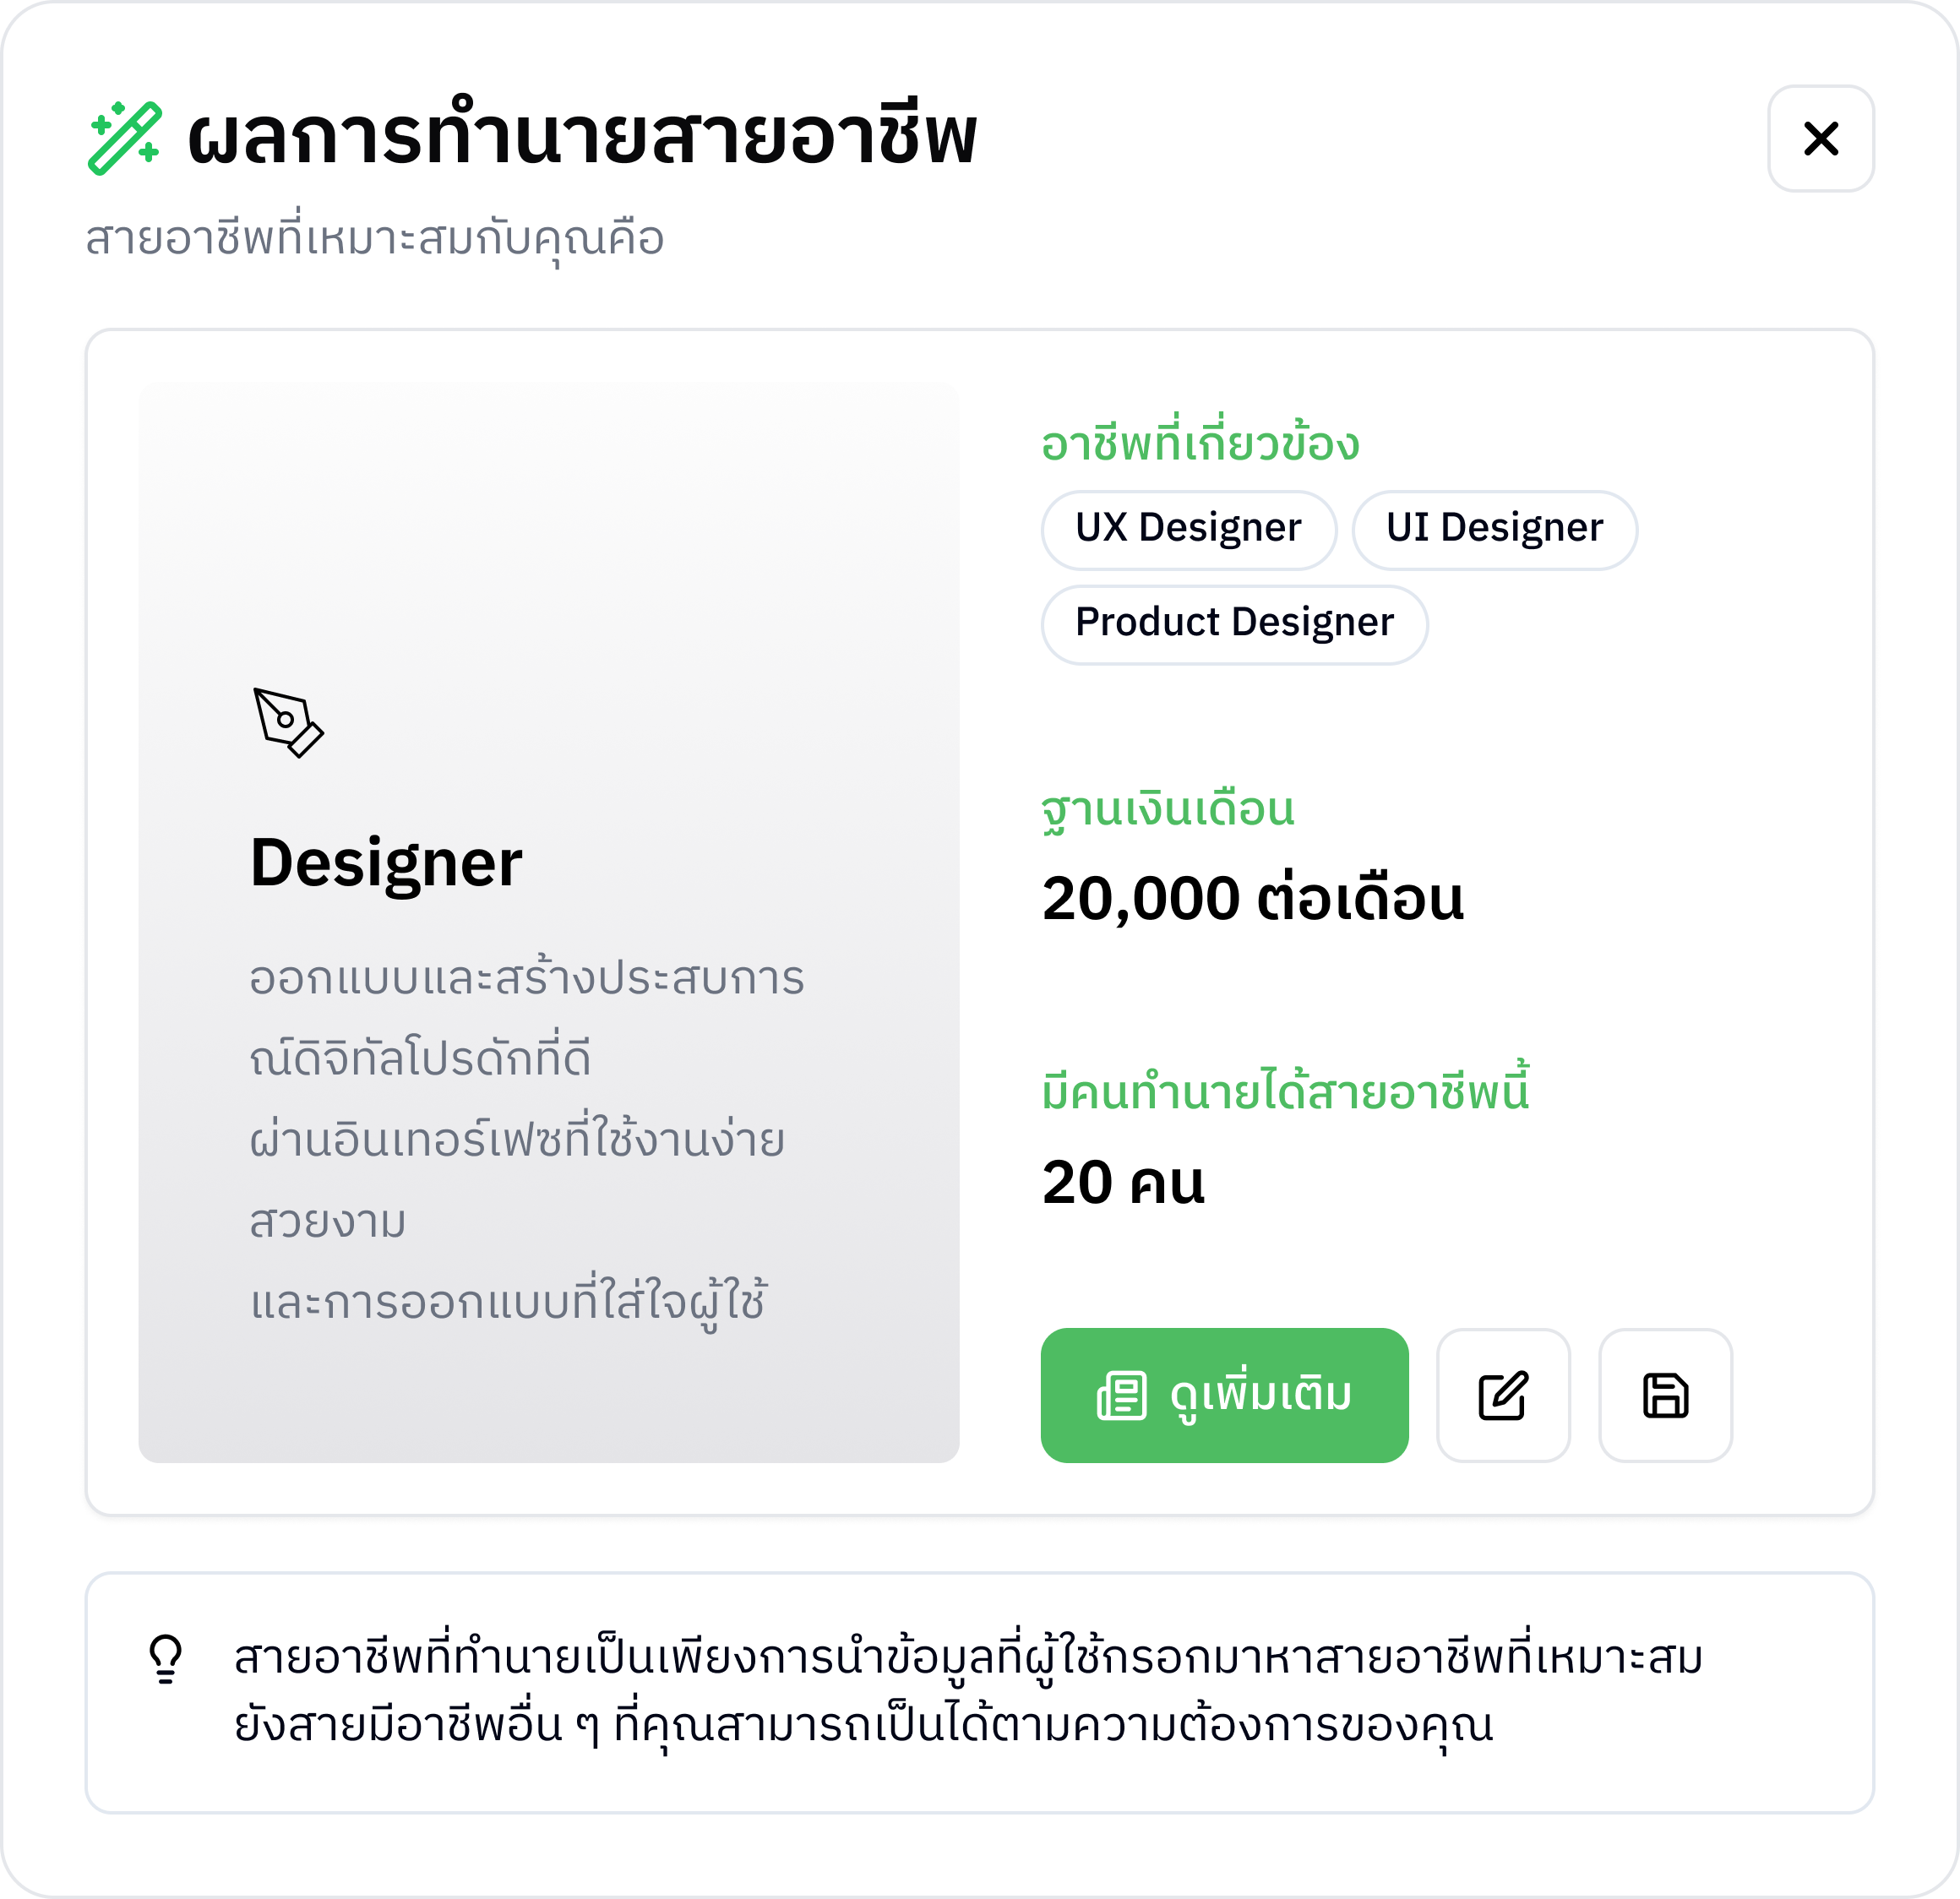 ผลการทำนายสายอาชีพ
สายอาชีพที่เหมาะสมกับคุณคือ
Designer
ออกแบบและสร้างประสบการ
ณ์ดิจิทัลโปรดักที่ดี
ผ่านอินเทอร์เฟซที่ใช้งานง่าย
สวยงาม
และการออกแบบที่ใส่ใจผู้ใช้
อาชีพที่เกี่ยวข้อง
UX Designer UI Designer
Product Designer
ฐานเงินเดือน
20,000 ต่อเดือน
มีคนทำนายได้สายอาชีพนี้
20 คน
ดูเพิ่มเติม
สายอาชีพที่ทำนายเป็นเพียงการนำข้อมูลที่ผู้ใช้กรอกมาหาสายอาชีพที่เหมาะสม
ยังสายมีอาชีพอื่น ๆ ที่คุณสามารถเป็นได้ตามความต้องการของคุณ